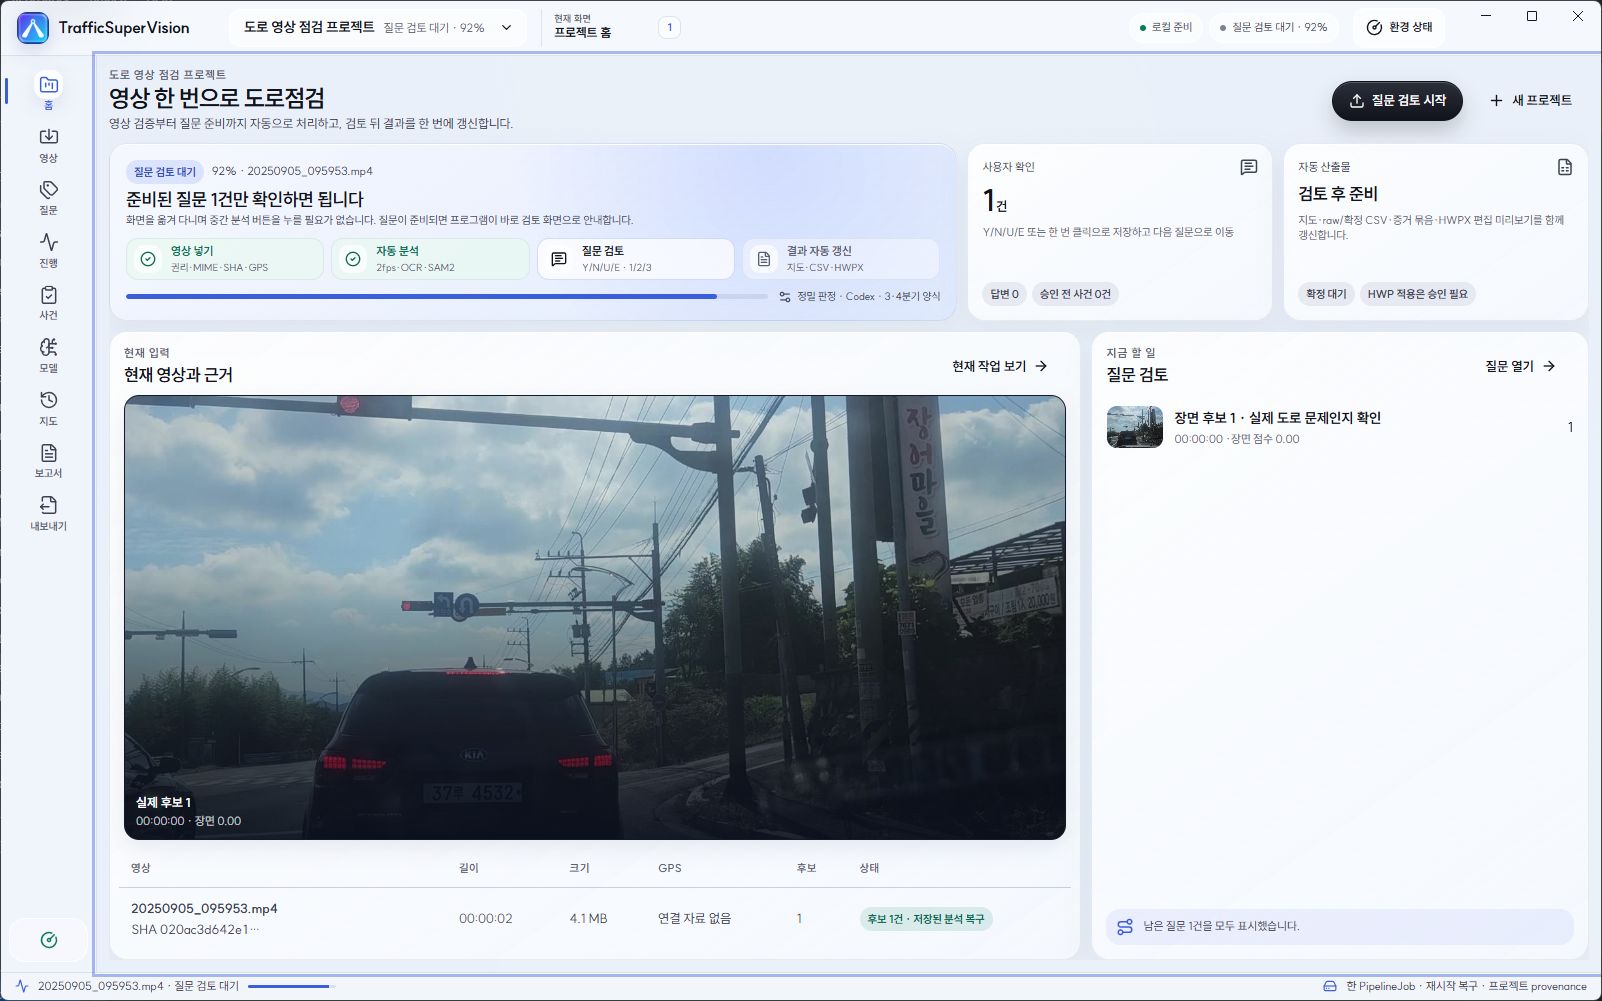 TrafficSuperVision
도로 영상 점검 프로젝트 질문 검토 대기 · 92%
현재 화면
프로젝트 홈
1
로컬 준비
질문 검토 대기 · 92%
환경 상태
홈
영상
질문
진행
사건
모델
지도
보고서
내보내기
도로 영상 점검 프로젝트
영상 한 번으로 도로점검
영상 검증부터 질문 준비까지 자동으로 처리하고, 검토 뒤 결과를 한 번에 갱신합니다.
질문 검토 시작
새 프로젝트
질문 검토 대기 92% · 20250905_095953.mp4
준비된 질문 1건만 확인하면 됩니다
화면을 옮겨 다니며 중간 분석 버튼을 누를 필요가 없습니다. 질문이 준비되면 프로그램이 바로 검토 화면으로 안내합니다.
영상 넣기
권리·MIME·SHA·GPS
자동 분석
2fps·OCR·SAM2
질문 검토
Y/N/U/E · 1/2/3
결과 자동 갱신
지도·CSV·HWPX
정밀 판정 · Codex · 3·4분기 양식
사용자 확인
1건
Y/N/U/E 또는 한 번 클릭으로 저장하고 다음 질문으로 이동
답변 0
승인 전 사건 0건
자동 산출물
검토 후 준비
지도·raw/확정 CSV·증거 묶음·HWPX 편집 미리보기를 함께
갱신합니다.
확정 대기
HWP 적용은 승인 필요
현재 입력
현재 영상과 근거
현재 작업 보기
장어마을
20,000원
KIA
37루 4532
실제 후보 1
00:00:00 · 장면 0.00
영상 길이 크기 GPS 후보 상태
20250905_095953.mp4
SHA 020ac3d642e1…
00:00:02
4.1 MB
연결 자료 없음
1
후보 1건 · 저장된 분석 복구
지금 할 일
질문 검토
질문 열기
장면 후보 1 · 실제 도로 문제인지 확인
00:00:00 · 장면 점수 0.00
1
남은 질문 1건을 모두 표시했습니다.
20250905_095953.mp4 · 질문 검토 대기
한 PipelineJob · 재시작 복구 · 프로젝트 provenance